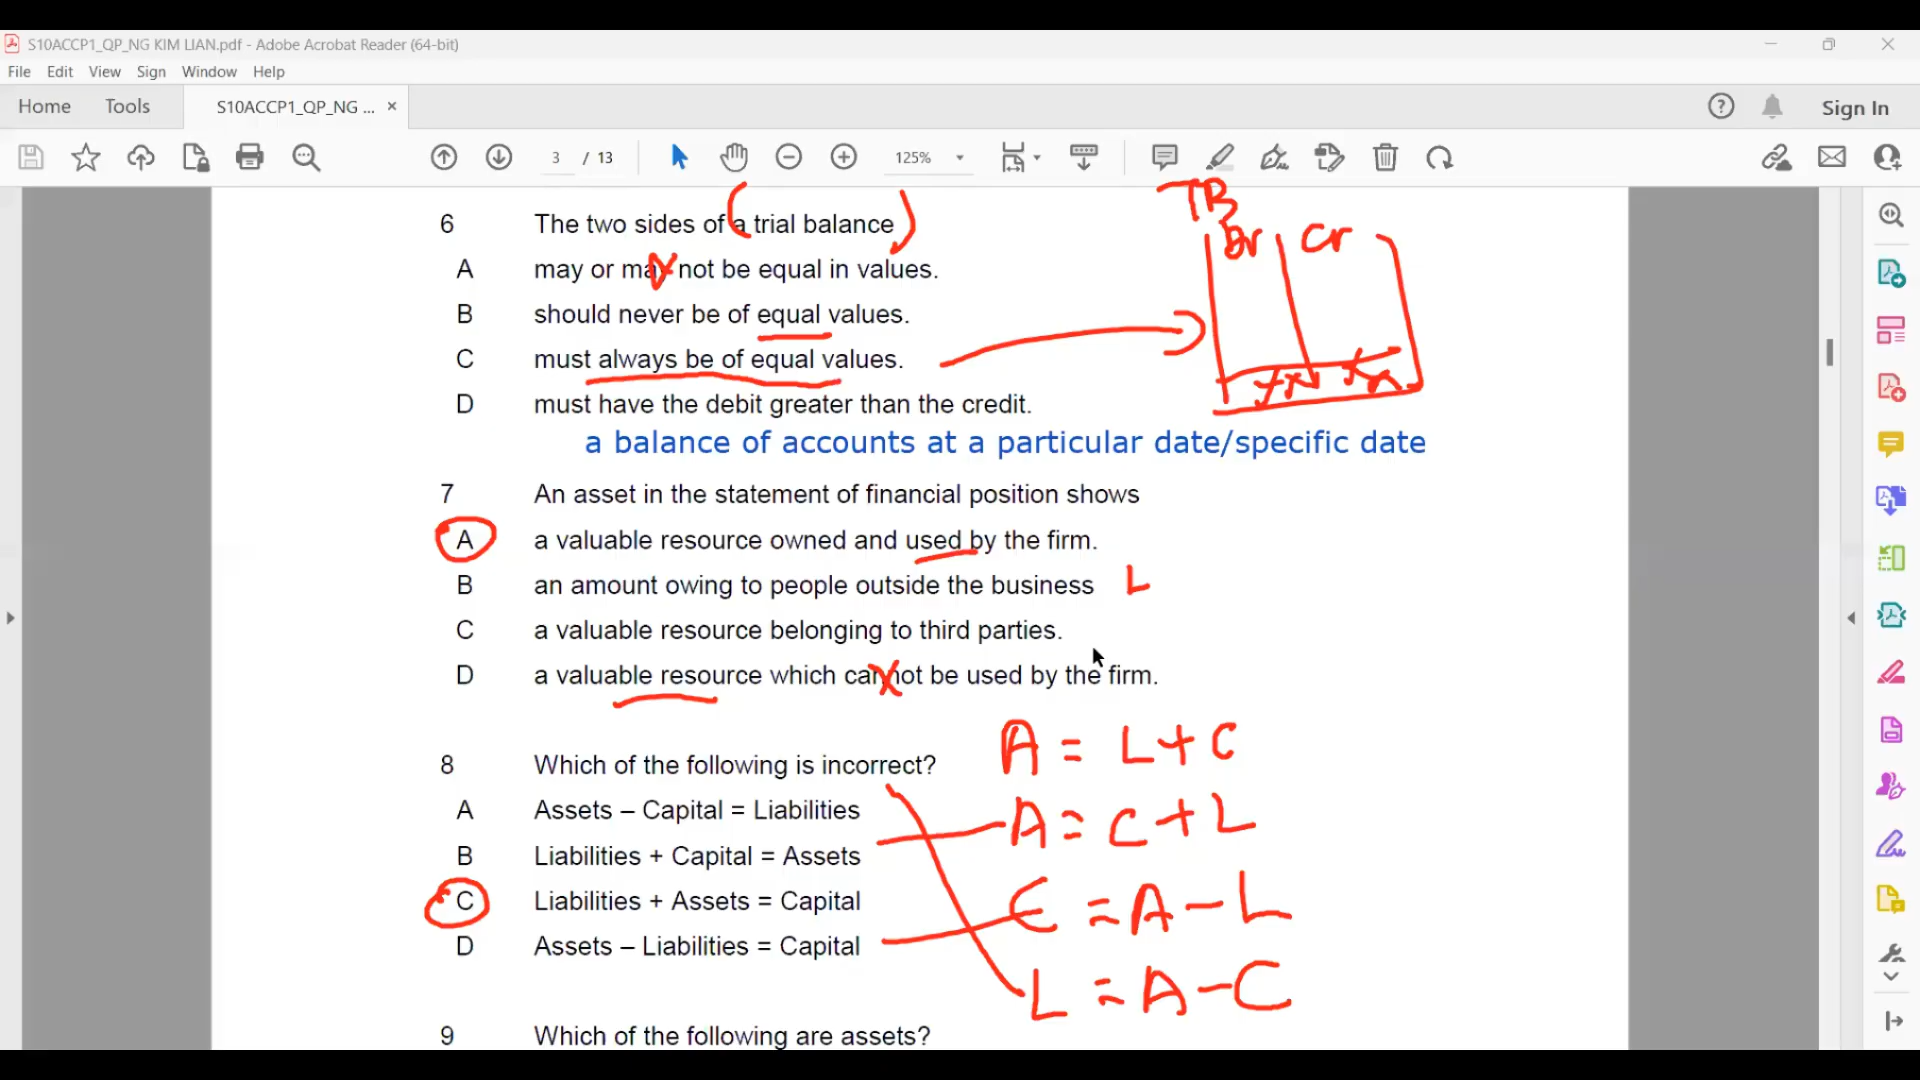 S10ACCP1_QP_NG KIM LIAN.pdf - Adobe Acrobat Reader (64-bit)
File Edit View Sign Window Help
Home Tools S10ACCP1_QP_NG ... × Sign In
3 / 13 125%
TB
Dr Cr
6 The two sides of a trial balance
A may or may not be equal in values.
B should never be of equal values.
C must always be of equal values.
D must have the debit greater than the credit.
a balance of accounts at a particular date/specific date
7 An asset in the statement of financial position shows
A a valuable resource owned and used by the firm.
B an amount owing to people outside the business L
C a valuable resource belonging to third parties.
D a valuable resource which cannot be used by the firm.
A = L + C
8 Which of the following is incorrect?
A Assets – Capital = Liabilities
A = C + L
B Liabilities + Capital = Assets
C Liabilities + Assets = Capital
C = A - L
D Assets – Liabilities = Capital
L = A - C
9 Which of the following are assets?